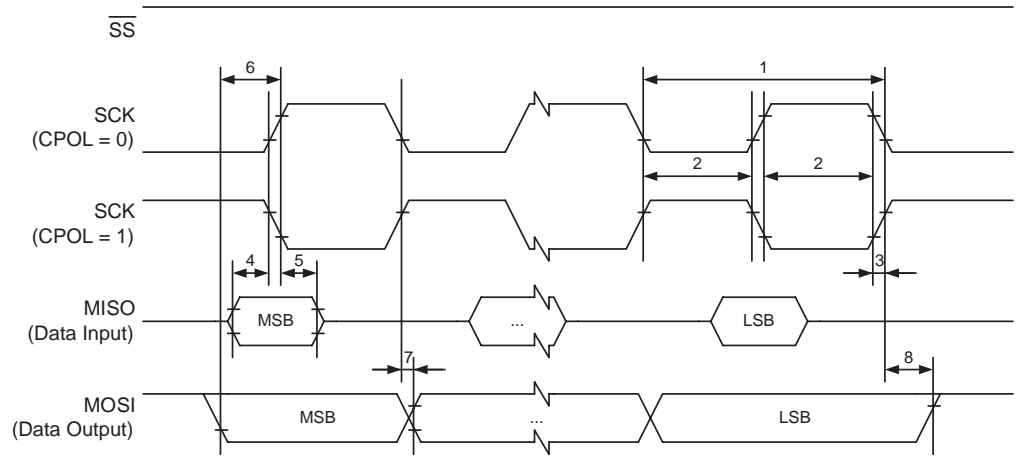 SS
6
1
SCK
(CPOL = 0)
2
2
SCK
(CPOL = 1)
4
5
3
MISO
(Data Input)
MSB
...
LSB
7
8
MOSI
(Data Output)
MSB
...
LSB